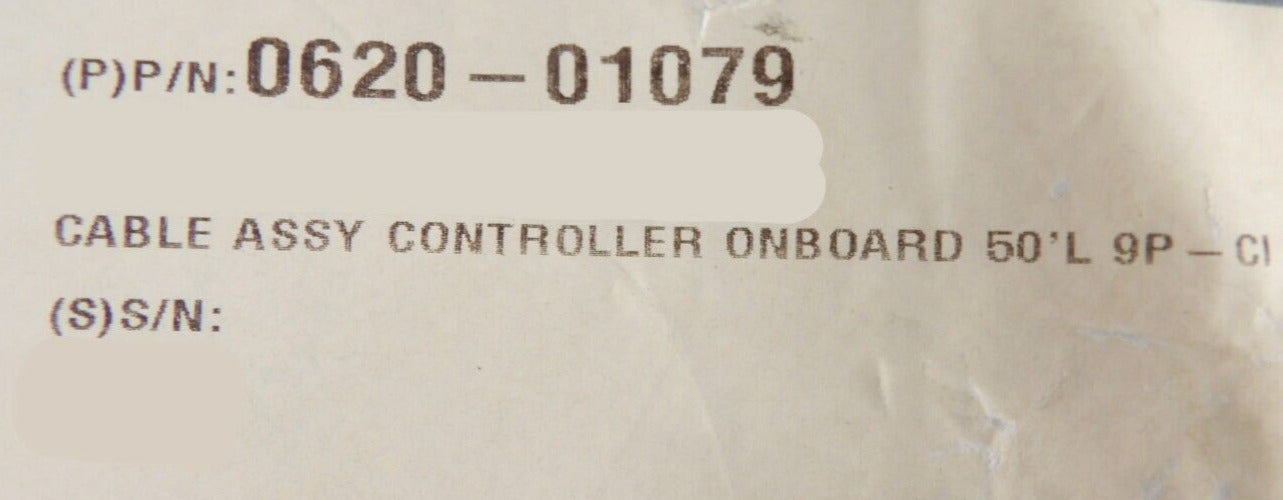 (P)P/N:0620-01079
CABLE ASSY CONTROLLER ONBOARD 50'L 9P-CI
(S)S/N: